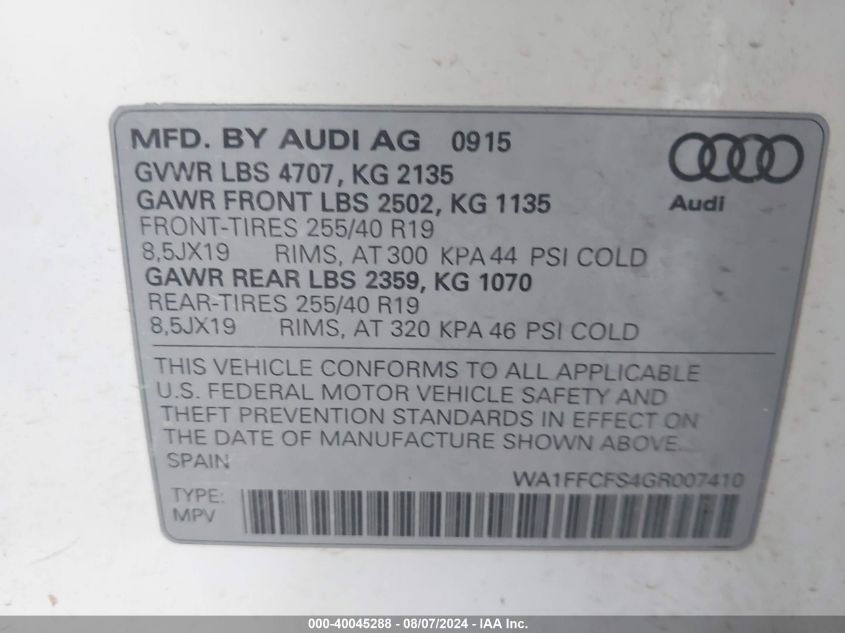 MFD. BY AUDI AG 0915
GVWR LBS 4707, KG 2135
GAWR FRONT LBS 2502, KG 1135
FRONT-TIRES 255/40 R19
8,5JX19 RIMS, AT 300 KPA 44 PSI COLD
GAWR REAR LBS 2359, KG 1070
REAR-TIRES 255/40 R19
8,5JX19 RIMS, AT 320 KPA 46 PSI COLD
Audi
THIS VEHICLE CONFORMS TO ALL APPLICABLE
U.S. FEDERAL MOTOR VEHICLE SAFETY AND
THEFT PREVENTION STANDARDS IN EFFECT ON
THE DATE OF MANUFACTURE SHOWN ABOVE.
SPAIN
WA1FFCFS4GR007410
TYPE:
MPV
000-40045288 - 08/07/2024 - IAA Inc.